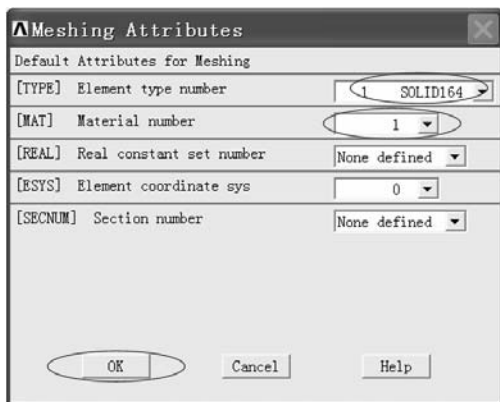 Meshing Attributes
Default Attributes for Meshing
[TYPE] Element type number 1 SOLID164
[MAT] Material number 1
[REAL] Real constant set number None defined
[ESYS] Element coordinate sys 0
[SECNUM] Section number None defined
OK Cancel Help